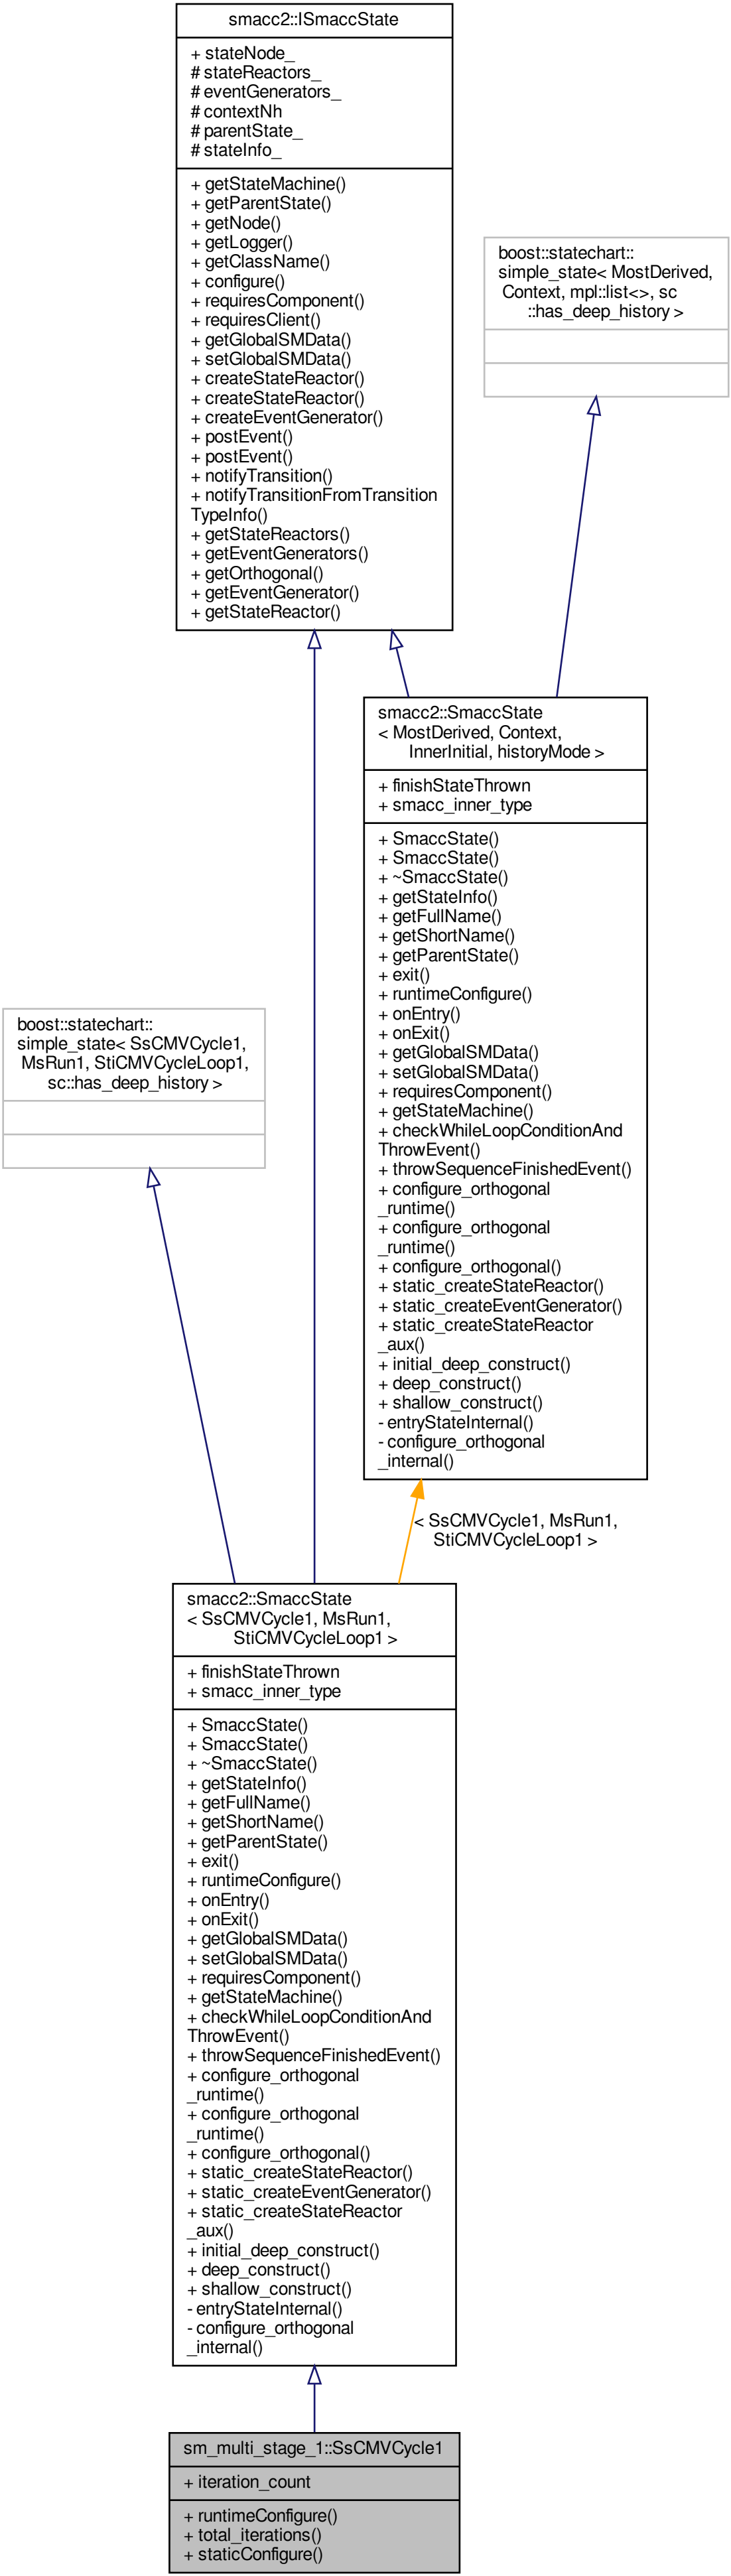 smacc2::ISmaccState
+ stateNode_
# stateReactors_
# eventGenerators_
# contextNh
# parentState_
# stateInfo_
+ getStateMachine()
+ getParentState()
+ getNode()
+ getLogger()
+ getClassName()
+ configure()
+ requiresComponent()
+ requiresClient()
+ getGlobalSMData()
+ setGlobalSMData()
+ createStateReactor()
+ createStateReactor()
+ createEventGenerator()
+ postEvent()
+ postEvent()
+ notifyTransition()
+ notifyTransitionFromTransition
TypeInfo()
+ getStateReactors()
+ getEventGenerators()
+ getOrthogonal()
+ getEventGenerator()
+ getStateReactor()
boost::statechart::
simple_state< MostDerived,
Context, mpl::list<>, sc
::has_deep_history >
smacc2::SmaccState
< MostDerived, Context,
InnerInitial, historyMode >
+ finishStateThrown
+ smacc_inner_type
+ SmaccState()
+ SmaccState()
+ ~SmaccState()
+ getStateInfo()
+ getFullName()
+ getShortName()
+ getParentState()
+ exit()
+ runtimeConfigure()
+ onEntry()
+ onExit()
+ getGlobalSMData()
+ setGlobalSMData()
+ requiresComponent()
+ getStateMachine()
+ checkWhileLoopConditionAnd
ThrowEvent()
+ throwSequenceFinishedEvent()
+ configure_orthogonal
_runtime()
+ configure_orthogonal
_runtime()
+ configure_orthogonal()
+ static_createStateReactor()
+ static_createEventGenerator()
+ static_createStateReactor
_aux()
+ initial_deep_construct()
+ deep_construct()
+ shallow_construct()
- entryStateInternal()
- configure_orthogonal
_internal()
boost::statechart::
simple_state< SsCMVCycle1,
MsRun1, StiCMVCycleLoop1,
sc::has_deep_history >
< SsCMVCycle1, MsRun1,
StiCMVCycleLoop1 >
smacc2::SmaccState
< SsCMVCycle1, MsRun1,
StiCMVCycleLoop1 >
+ finishStateThrown
+ smacc_inner_type
+ SmaccState()
+ SmaccState()
+ ~SmaccState()
+ getStateInfo()
+ getFullName()
+ getShortName()
+ getParentState()
+ exit()
+ runtimeConfigure()
+ onEntry()
+ onExit()
+ getGlobalSMData()
+ setGlobalSMData()
+ requiresComponent()
+ getStateMachine()
+ checkWhileLoopConditionAnd
ThrowEvent()
+ throwSequenceFinishedEvent()
+ configure_orthogonal
_runtime()
+ configure_orthogonal
_runtime()
+ configure_orthogonal()
+ static_createStateReactor()
+ static_createEventGenerator()
+ static_createStateReactor
_aux()
+ initial_deep_construct()
+ deep_construct()
+ shallow_construct()
- entryStateInternal()
- configure_orthogonal
_internal()
sm_multi_stage_1::SsCMVCycle1
+ iteration_count
+ runtimeConfigure()
+ total_iterations()
+ staticConfigure()